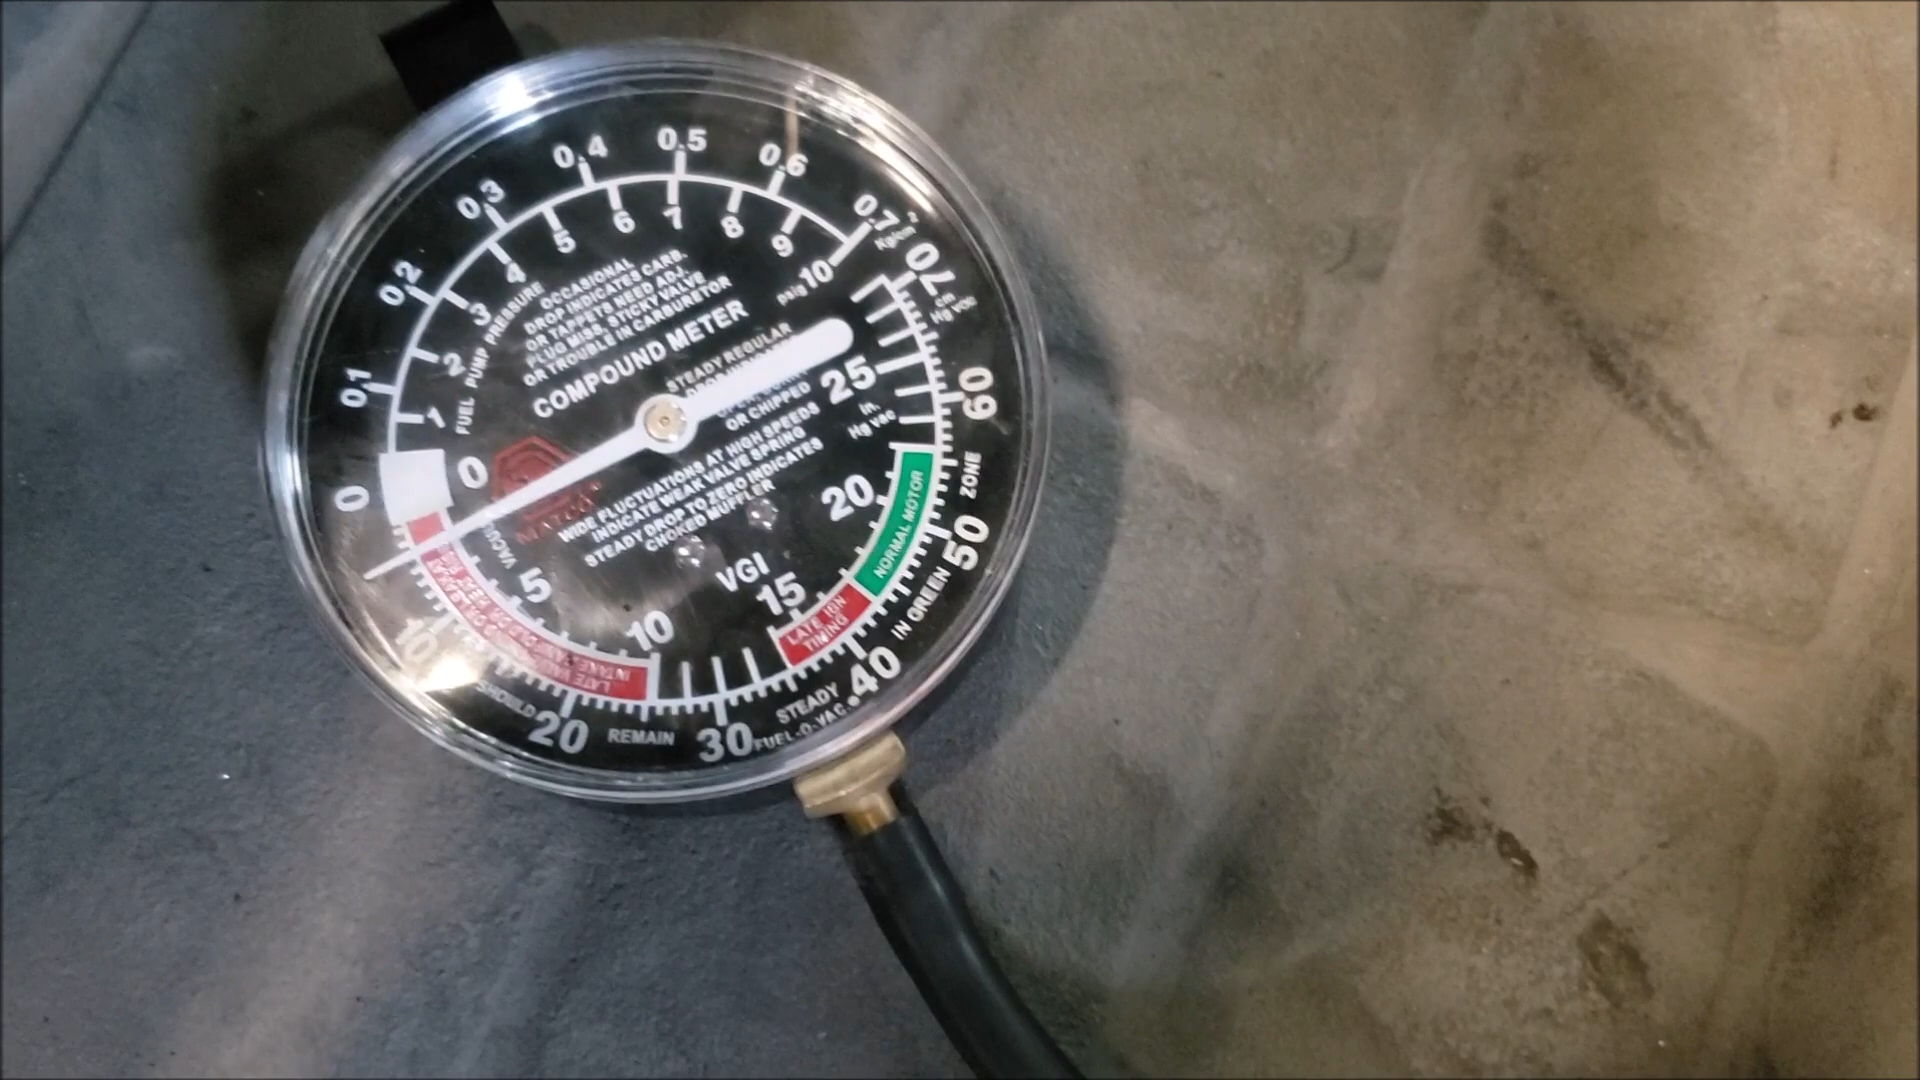 0 0.1 0.2 0.3 0.4 0.5 0.6 0.7 Kg/cm²
0 1 2 3 4 5 6 7 8 9 10 psig
FUEL PUMP PRESSURE
OCCASIONAL
DROP INDICATES CARB.
OR TAPPETS NEED ADJ.
PLUG MISS, STICKY VALVE
OR TROUBLE IN CARBURETOR
COMPOUND METER
STEADY REGULAR
OR CHIPPED
WIDE FLUCTUATIONS AT HIGH SPEEDS
INDICATE WEAK VALVE SPRING
STEADY DROP TO ZERO INDICATES
CHOKED MUFFLER
MATCO
VGI
5 10 15 20 25
in.
Hg vac
LATE IGN.
TIMING
NORMAL MOTOR
10 20 30 40 50 60 70
cm
Hg vac
SHOULD REMAIN STEADY IN GREEN ZONE
FUEL.O.VAC.